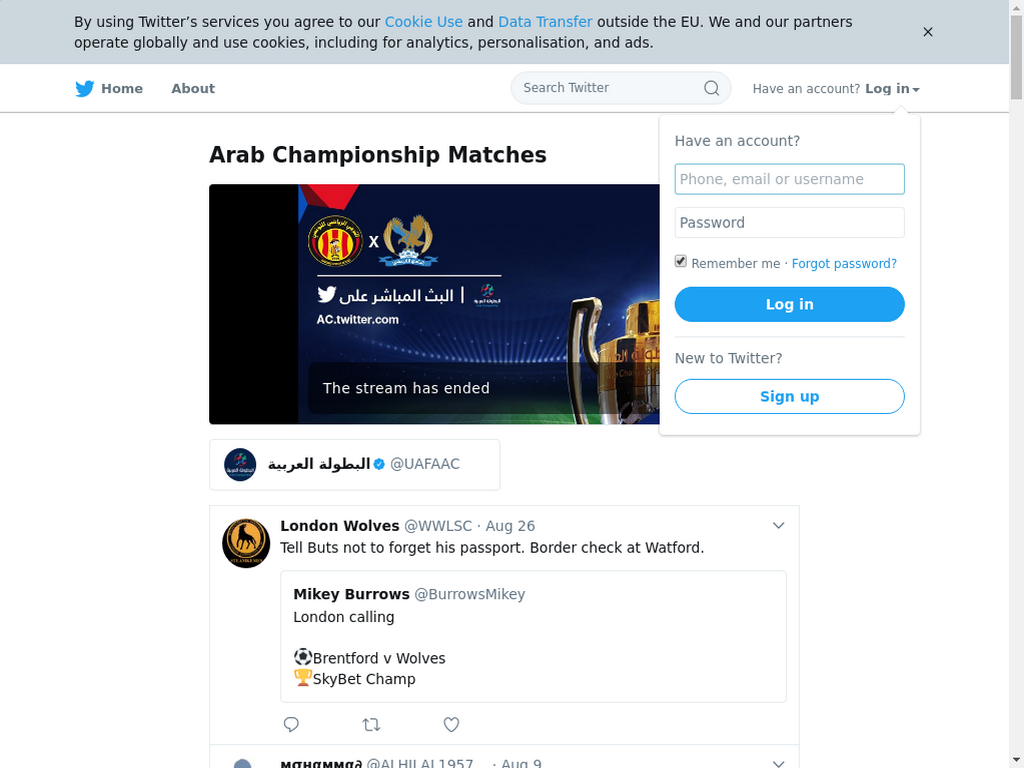 By using Twitter’s services you agree to our Cookie Use and Data Transfer outside the EU. We and our partners
operate globally and use cookies, including for analytics, personalisation, and ads.
Home About
Search Twitter
Have an account? Log in
Have an account?
Phone, email or username
Password
Remember me · Forgot password?
Log in
New to Twitter?
Sign up
Arab Championship Matches
X
البث المباشر على
AC.twitter.com
The stream has ended
البطولة العربية @UAFAAC
London Wolves @WWLSC · Aug 26
Tell Buts not to forget his passport. Border check at Watford.
Mikey Burrows @BurrowsMikey
London calling
Brentford v Wolves
SkyBet Champ
@ALHILAL1957__ · Aug 9